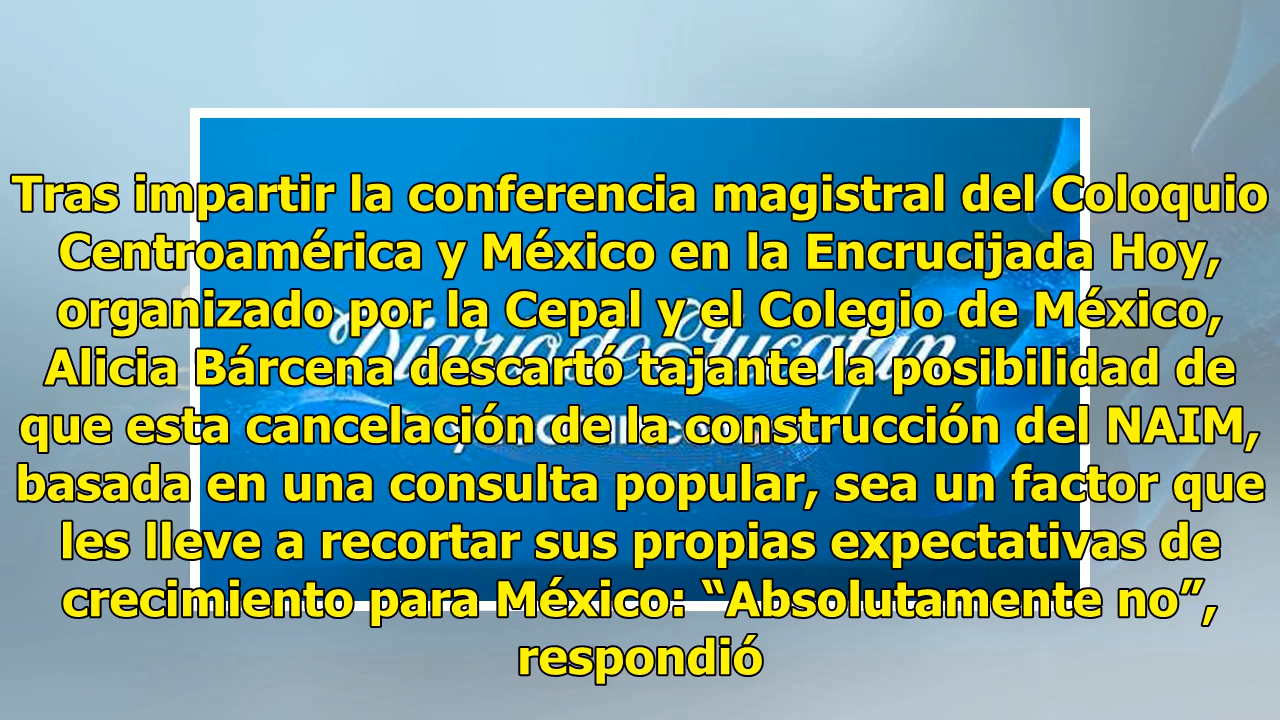 Tras impartir la conferencia magistral del Coloquio
Centroamérica y México en la Encrucijada Hoy,
organizado por la Cepal y el Colegio de México,
Alicia Bárcena descartó tajante la posibilidad de
que esta cancelación de la construcción del NAIM,
basada en una consulta popular, sea un factor que
les lleve a recortar sus propias expectativas de
crecimiento para México: “Absolutamente no”,
respondió
Diario de Yucatán